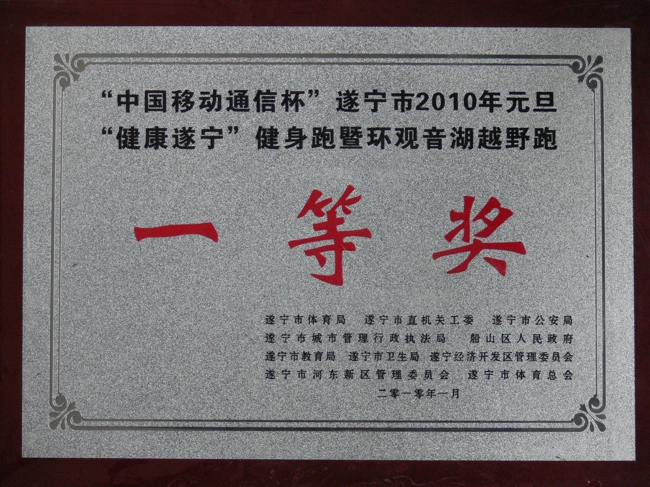 “中国移动通信杯”遂宁市2010年元旦
“健康遂宁”健身跑暨环观音湖越野跑
一等奖
遂宁市体育局 遂宁市直机关工委 遂宁市公安局
遂宁市城市管理行政执法局 船山区人民政府
遂宁市教育局 遂宁市卫生局 遂宁经济开发区管理委员会
遂宁市河东新区管理委员会 遂宁市体育总会
二零一零年一月